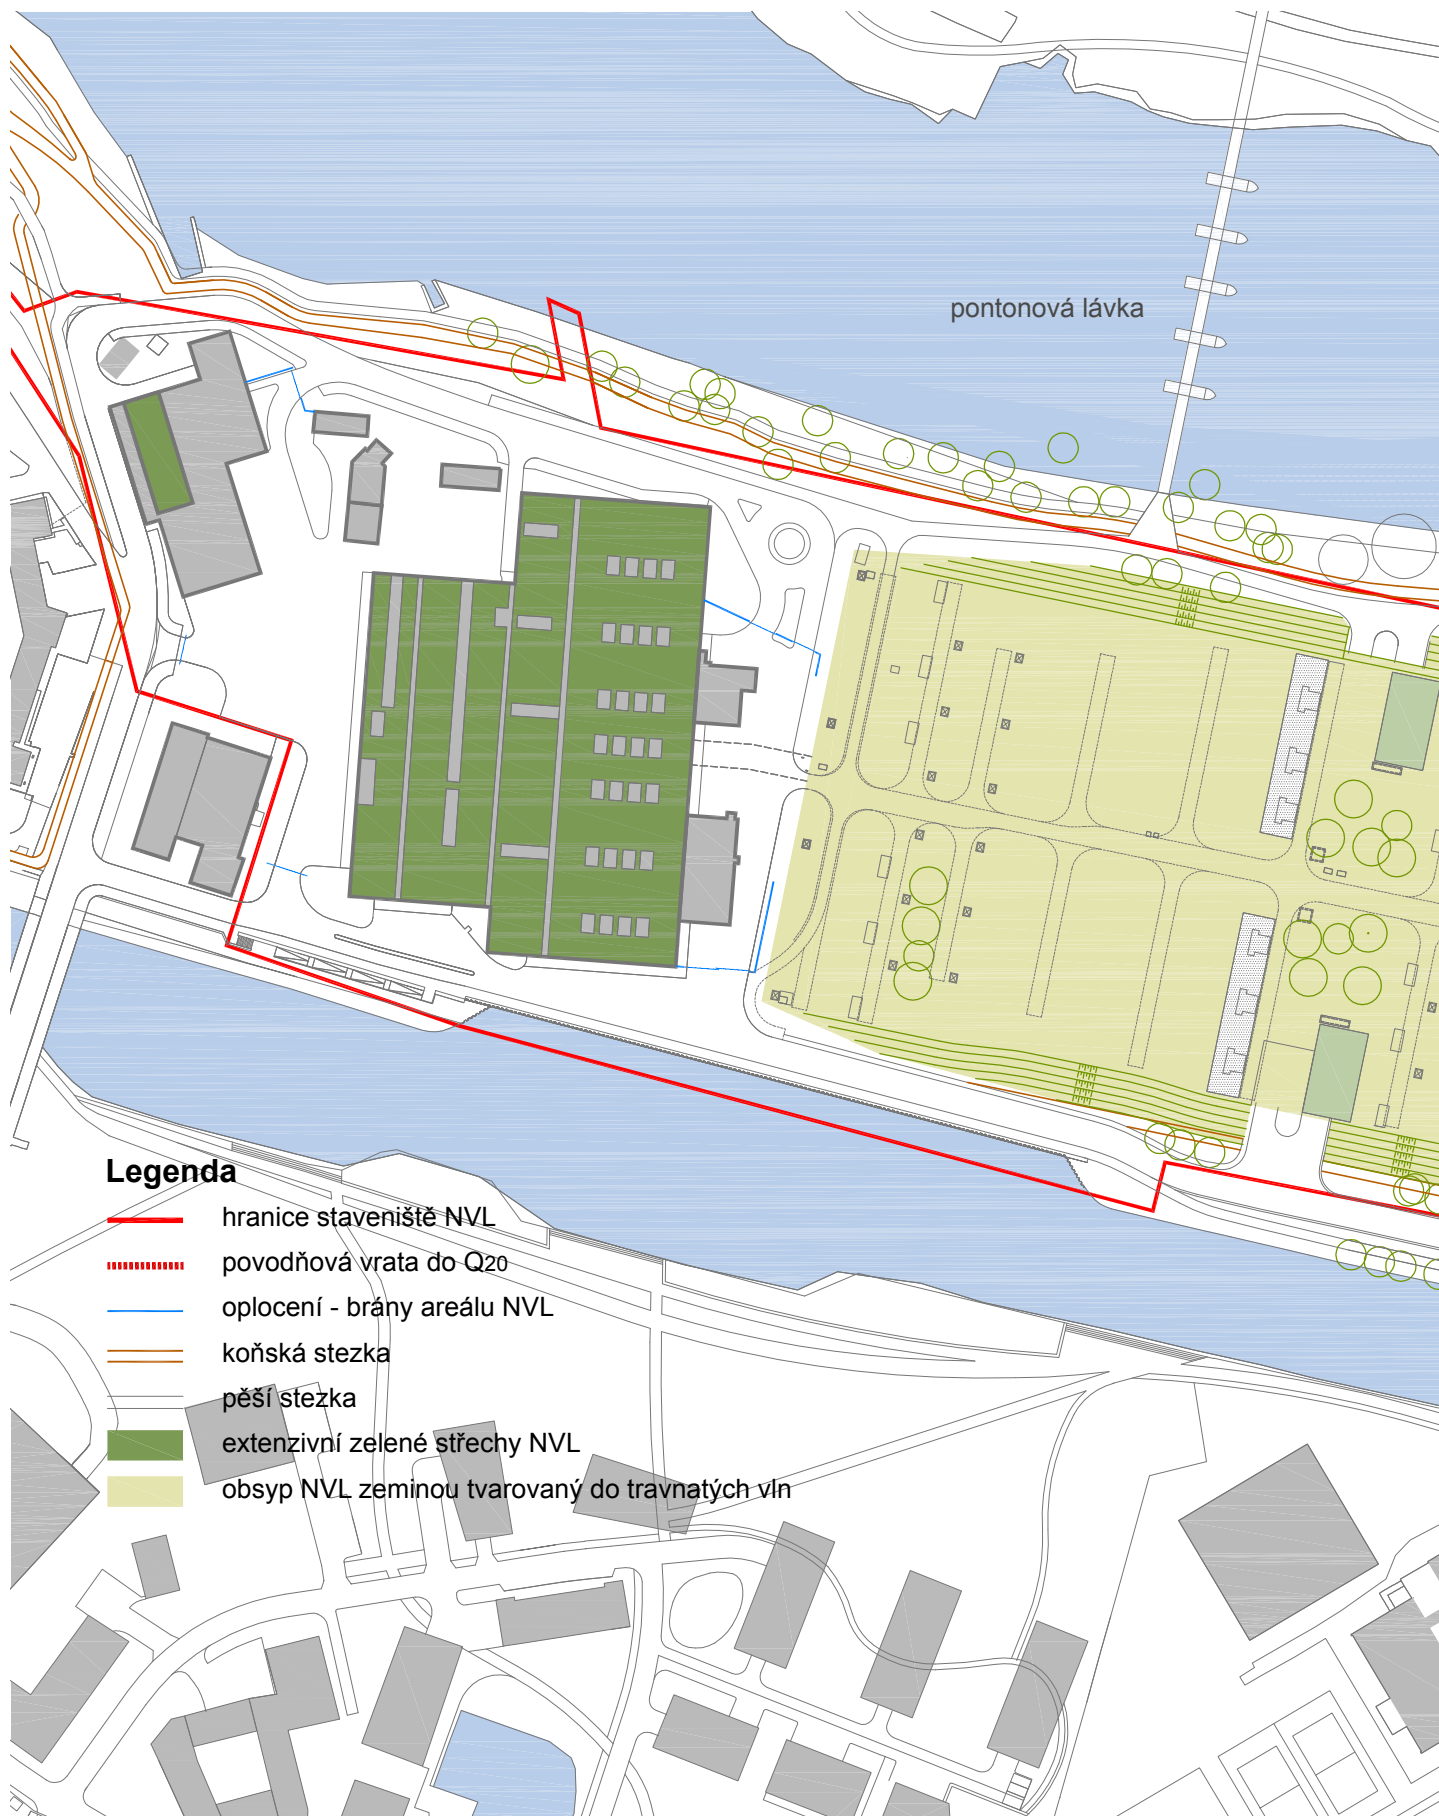 pontonová lávka
Legenda
hranice staveniště NVL
povodňová vrata do Q20
oplocení - brány areálu NVL
koňská stezka
pěší stezka
extenzivní zelené střechy NVL
obsyp NVL zeminou tvarovaný do travnatých vln